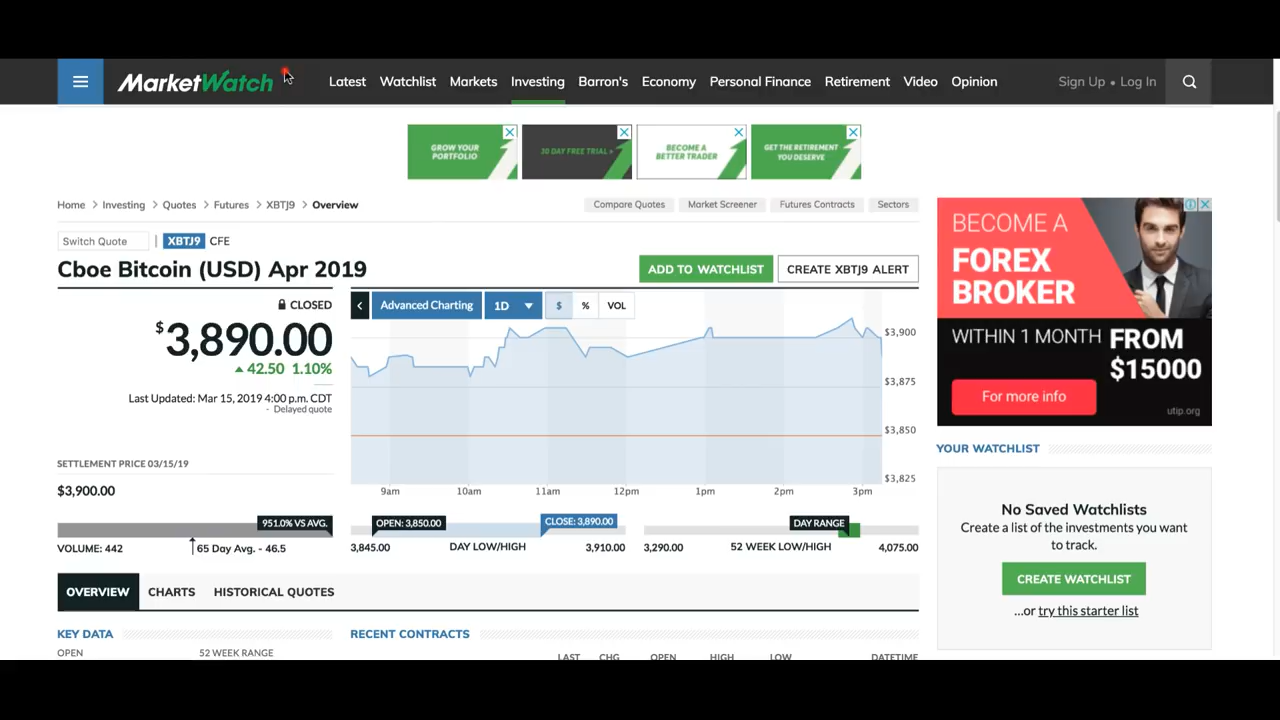 MarketWatch
Latest Watchlist Markets Investing Barron's Economy Personal Finance Retirement Video Opinion
Sign Up • Log In
GROW YOUR
PORTFOLIO
30 DAY FREE TRIAL »
BECOME A
BETTER TRADER
GET THE RETIREMENT
YOU DESERVE
Home > Investing > Quotes > Futures > XBTJ9 > Overview
Compare Quotes Market Screener Futures Contracts Sectors
Switch Quote | XBTJ9 CFE
Cboe Bitcoin (USD) Apr 2019
ADD TO WATCHLIST CREATE XBTJ9 ALERT
CLOSED
$3,890.00
42.50 1.10%
Last Updated: Mar 15, 2019 4:00 p.m. CDT
- Delayed quote
SETTLEMENT PRICE 03/15/19
$3,900.00
951.0% VS AVG.
VOLUME: 442 65 Day Avg. - 46.5
Advanced Charting 1D $ % VOL
$3,900
$3,875
$3,850
$3,825
9am 10am 11am 12pm 1pm 2pm 3pm
OPEN: 3,850.00 CLOSE: 3,890.00
3,845.00 DAY LOW/HIGH 3,910.00
DAY RANGE
3,290.00 52 WEEK LOW/HIGH 4,075.00
OVERVIEW CHARTS HISTORICAL QUOTES
KEY DATA
OPEN 52 WEEK RANGE
RECENT CONTRACTS
LAST CHG OPEN HIGH LOW DATETIME
BECOME A
FOREX
BROKER
WITHIN 1 MONTH FROM
$15000
For more info
utip.org
YOUR WATCHLIST
No Saved Watchlists
Create a list of the investments you want
to track.
CREATE WATCHLIST
...or try this starter list